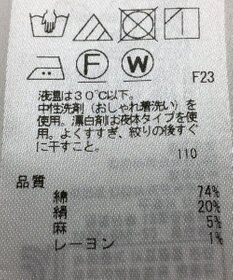 F
W
F23
液温は30℃以下。
中性洗剤(おしゃれ着洗い)を
使用。漂白剤は液体タイプを使
用。よくすすぎ、絞りの後すぐ
に干すこと。
110
品質
綿 74%
絹 20%
麻 5%
レーヨン 1%